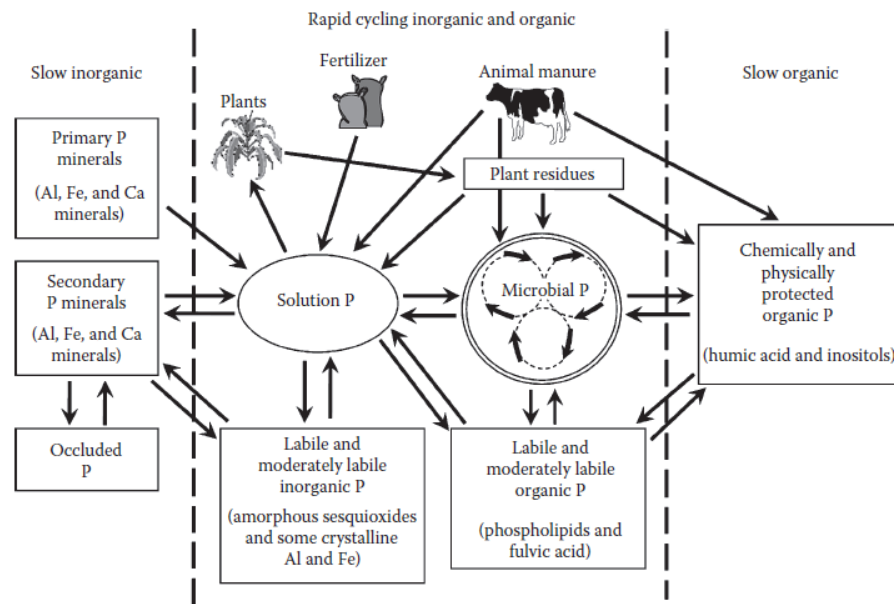 Rapid cycling inorganic and organic
Slow inorganic
Fertilizer
Animal manure
Slow organic
Plants
Primary P
minerals
(Al, Fe, and Ca
minerals)
Plant residues
Secondary
P minerals
(Al, Fe, and Ca
minerals)
Solution P
Microbial P
Chemically and
physically
protected
organic P
(humic acid and inositols)
Occluded
P
Labile and
moderately labile
inorganic P
(amorphous sesquioxides
and some crystalline
Al and Fe)
Labile and
moderately labile
organic P
(phospholipids and
fulvic acid)